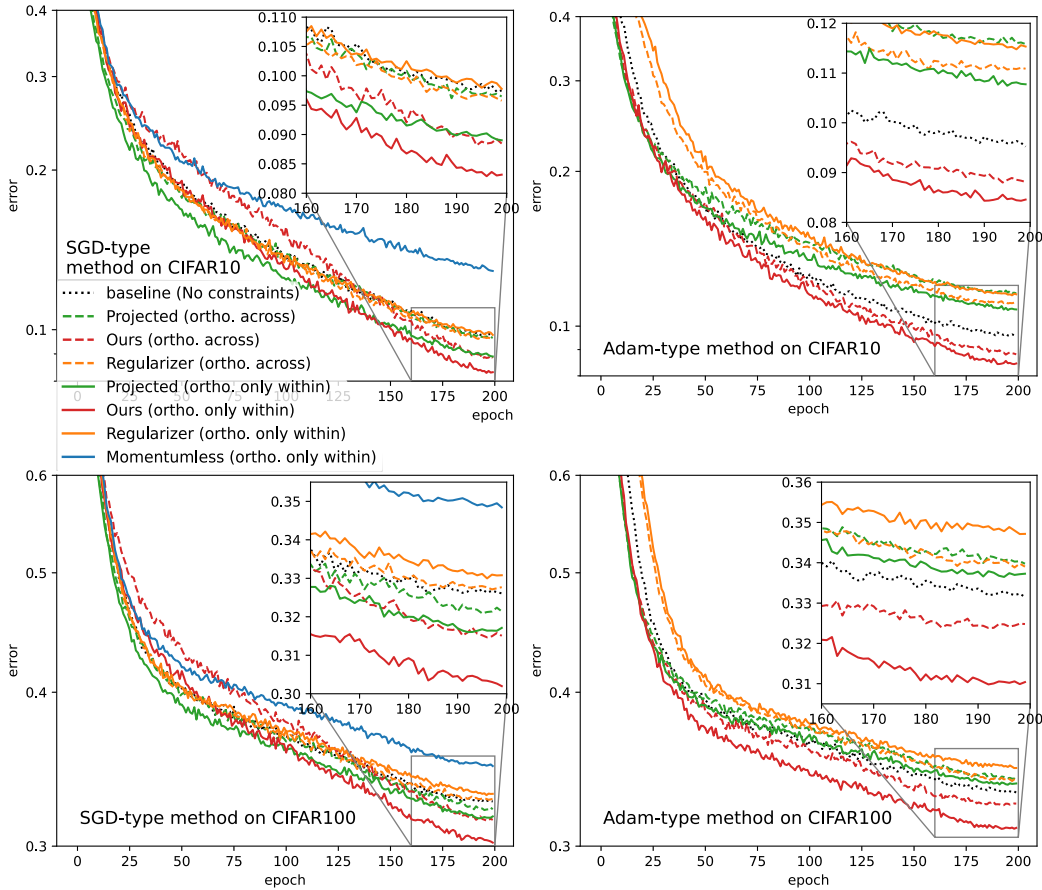 0.4
0.3
0.2
0.1
error
0.110
0.105
0.100
0.095
0.090
0.085
0.080
160 170 180 190 200
SGD-type
method on CIFAR10
baseline (No constraints)
Projected (ortho. across)
Ours (ortho. across)
Regularizer (ortho. across)
Projected (ortho. only within)
Ours (ortho. only within)
Regularizer (ortho. only within)
Momentumless (ortho. only within)
0 25 50 75 100 125 150 175 200
epoch
0.4
0.3
0.2
0.1
error
0.12
0.11
0.10
0.09
0.08
160 170 180 190 200
Adam-type method on CIFAR10
0 25 50 75 100 125 150 175 200
epoch
0.6
0.5
0.4
0.3
error
0.35
0.34
0.33
0.32
0.31
0.30
160 170 180 190 200
SGD-type method on CIFAR100
0 25 50 75 100 125 150 175 200
epoch
0.6
0.5
0.4
0.3
error
0.36
0.35
0.34
0.33
0.32
0.31
160 170 180 190 200
Adam-type method on CIFAR100
0 25 50 75 100 125 150 175 200
epoch